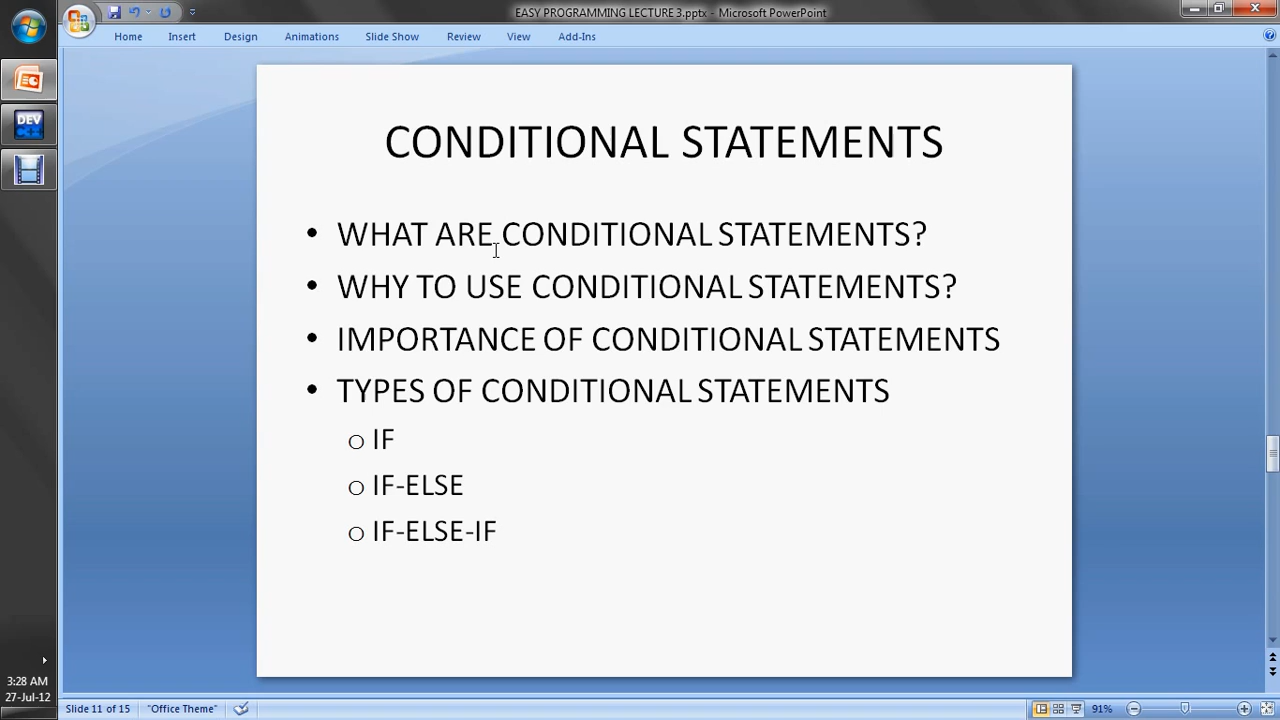 EASY PROGRAMMING LECTURE 3.pptx - Microsoft PowerPoint
Home Insert Design Animations Slide Show Review View Add-Ins
DEV
CONDITIONAL STATEMENTS
• WHAT ARE CONDITIONAL STATEMENTS?
• WHY TO USE CONDITIONAL STATEMENTS?
• IMPORTANCE OF CONDITIONAL STATEMENTS
• TYPES OF CONDITIONAL STATEMENTS
o IF
o IF-ELSE
o IF-ELSE-IF
3:28 AM
27-Jul-12
Slide 11 of 15 "Office Theme" 91%